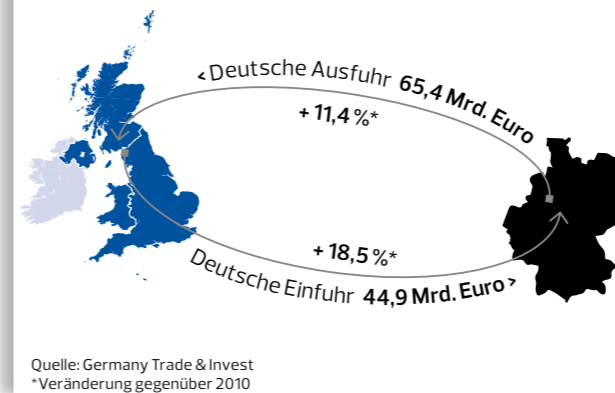 ‹ Deutsche Ausfuhr 65,4 Mrd. Euro
+ 11,4 %*
+ 18,5 %*
Deutsche Einfuhr 44,9 Mrd. Euro ›
Quelle: Germany Trade & Invest
*Veränderung gegenüber 2010